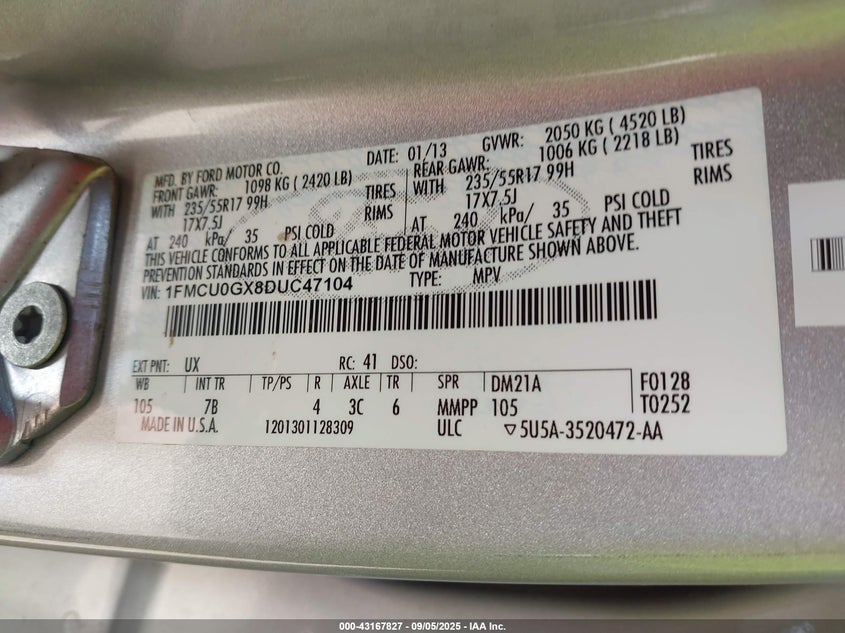 MFD. BY FORD MOTOR CO.
DATE: 01/13
GVWR: 2050 KG ( 4520 LB)
FRONT GAWR: 1098 KG ( 2420 LB)
REAR GAWR: 1006 KG ( 2218 LB)
WITH 235/55R17 99H TIRES
WITH 235/55R17 99H TIRES
17X7.5J RIMS
17X7.5J RIMS
AT 240 kPa/ 35 PSI COLD
AT 240 kPa/ 35 PSI COLD
THIS VEHICLE CONFORMS TO ALL APPLICABLE FEDERAL MOTOR VEHICLE SAFETY AND THEFT
PREVENTION STANDARDS IN EFFECT ON THE DATE OF MANUFACTURE SHOWN ABOVE.
VIN: 1FMCU0GX8DUC47104 TYPE: MPV
EXT PNT: UX RC: 41 DSO:
WB INT TR TP/PS R AXLE TR SPR DM21A F0128
105 7B 4 3C 6 MMPP 105 T0252
MADE IN U.S.A. 1201301128309 ULC ▽5U5A-3520472-AA
000-43167827 - 09/05/2025 - IAA Inc.